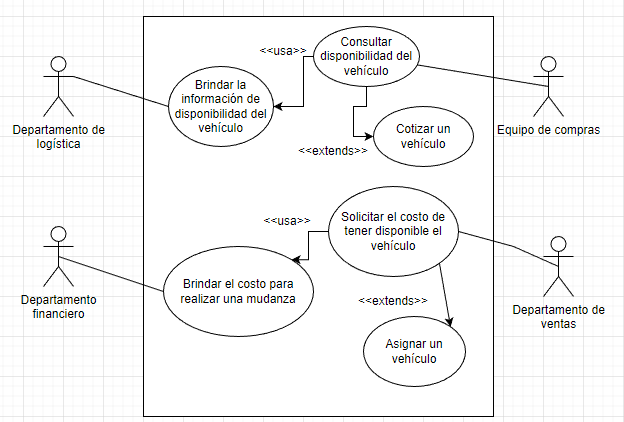 <<usa>>
Consultar
disponibilidad del
vehículo
Brindar la
información de
disponibilidad del
vehículo
Departamento de
logística
Equipo de compras
Cotizar un
vehículo
<<extends>>
Solicitar el costo de
tener disponible el
vehículo
<<usa>>
Brindar el costo para
realizar una mudanza
Departamento
financiero
<<extends>>
Departamento de
ventas
Asignar un
vehículo